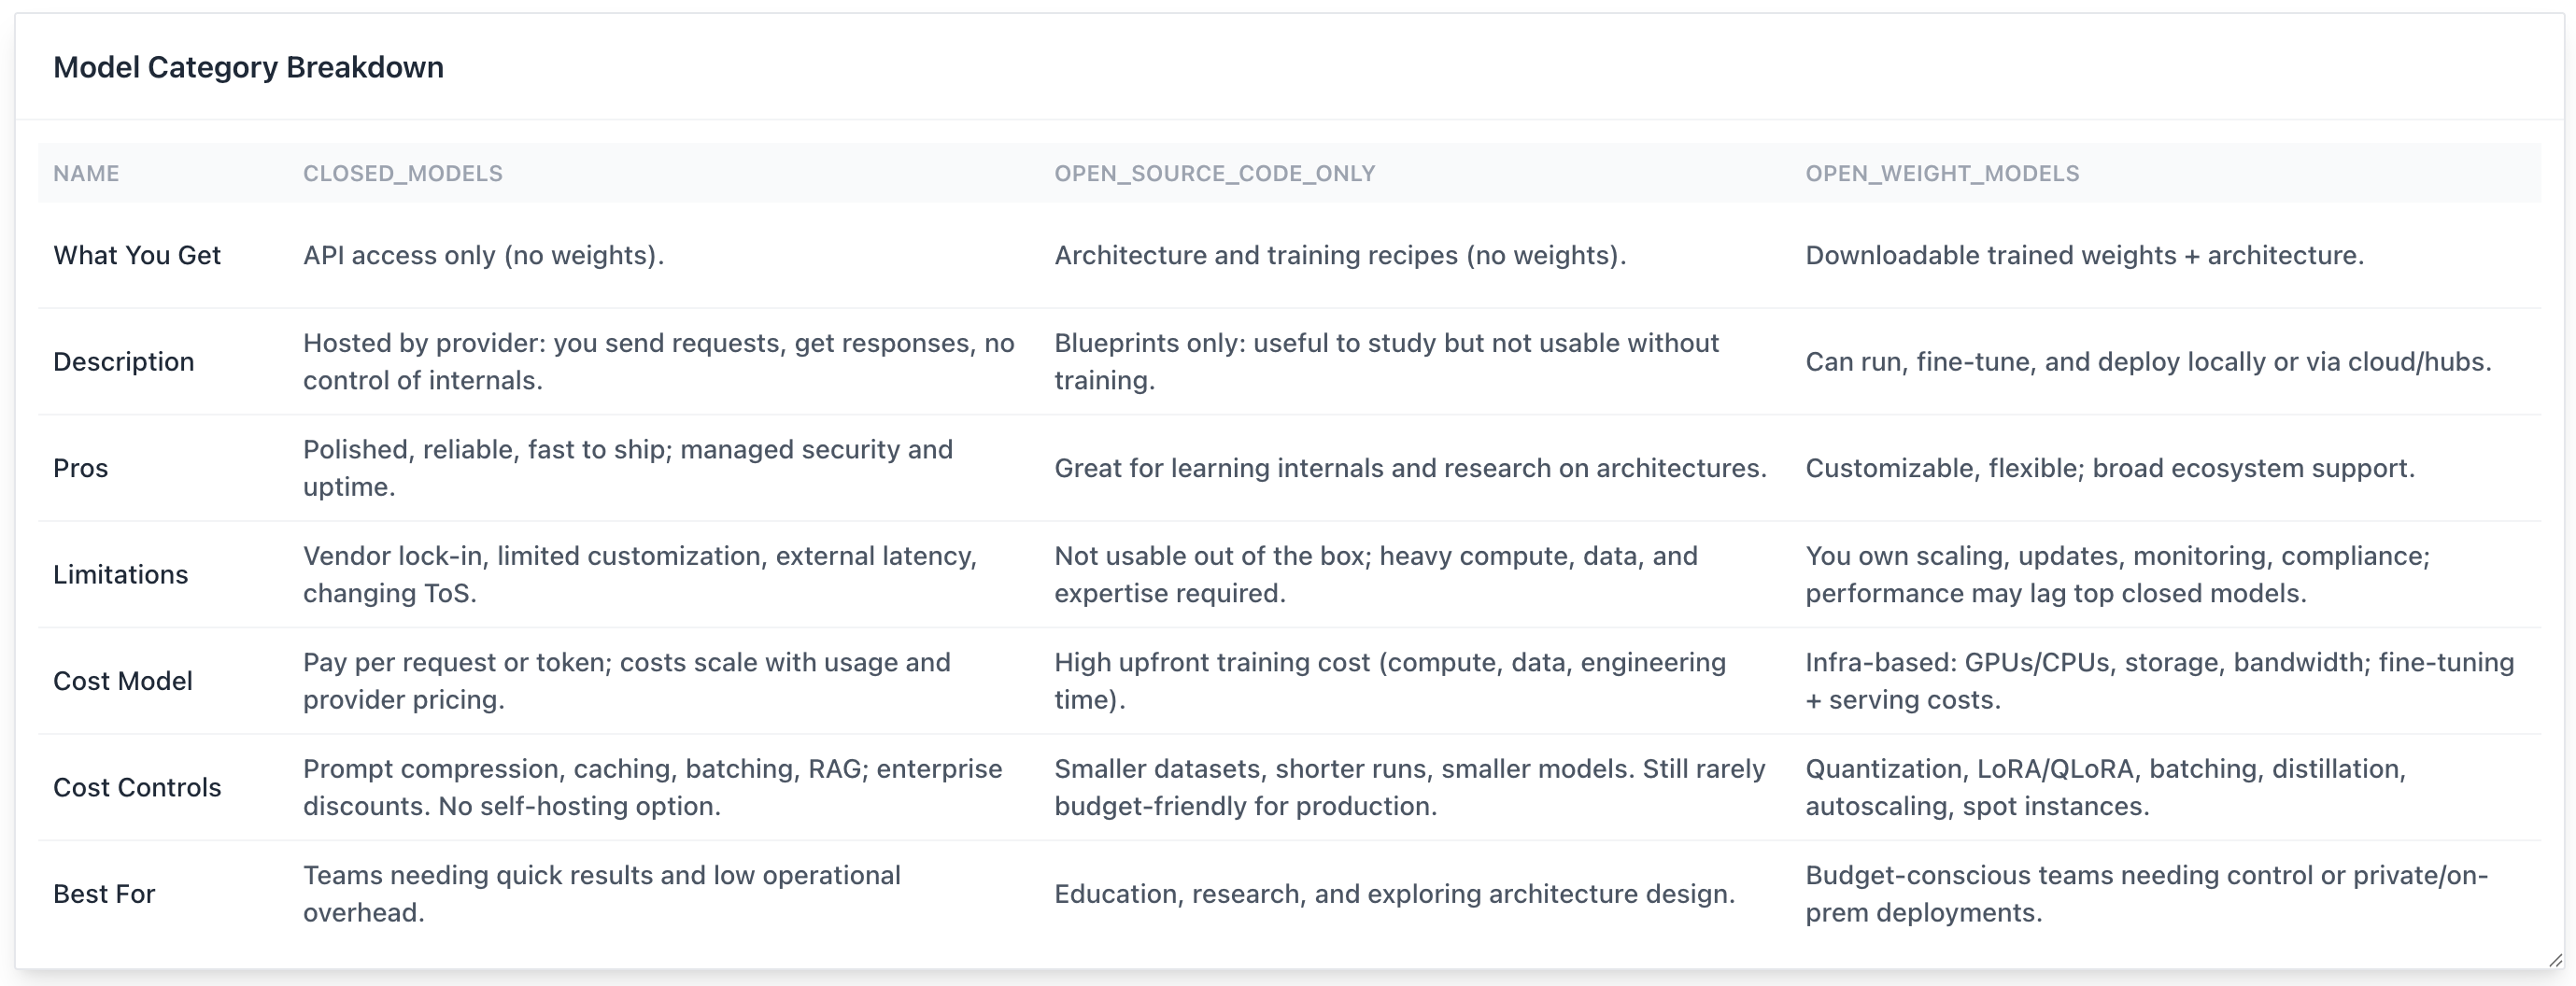 Model Category Breakdown
NAME CLOSED_MODELS OPEN_SOURCE_CODE_ONLY OPEN_WEIGHT_MODELS
What You Get API access only (no weights). Architecture and training recipes (no weights). Downloadable trained weights + architecture.
Description Hosted by provider: you send requests, get responses, no
control of internals.
Blueprints only: useful to study but not usable without
training.
Can run, fine-tune, and deploy locally or via cloud/hubs.
Pros Polished, reliable, fast to ship; managed security and
uptime.
Great for learning internals and research on architectures.
Customizable, flexible; broad ecosystem support.
Limitations Vendor lock-in, limited customization, external latency,
changing ToS.
Not usable out of the box; heavy compute, data, and
expertise required.
You own scaling, updates, monitoring, compliance;
performance may lag top closed models.
Cost Model Pay per request or token; costs scale with usage and
provider pricing.
High upfront training cost (compute, data, engineering
time).
Infra-based: GPUs/CPUs, storage, bandwidth; fine-tuning
+ serving costs.
Cost Controls Prompt compression, caching, batching, RAG; enterprise
discounts. No self-hosting option.
Smaller datasets, shorter runs, smaller models. Still rarely
budget-friendly for production.
Quantization, LoRA/QLoRA, batching, distillation,
autoscaling, spot instances.
Best For Teams needing quick results and low operational
overhead.
Education, research, and exploring architecture design.
Budget-conscious teams needing control or private/on-
prem deployments.